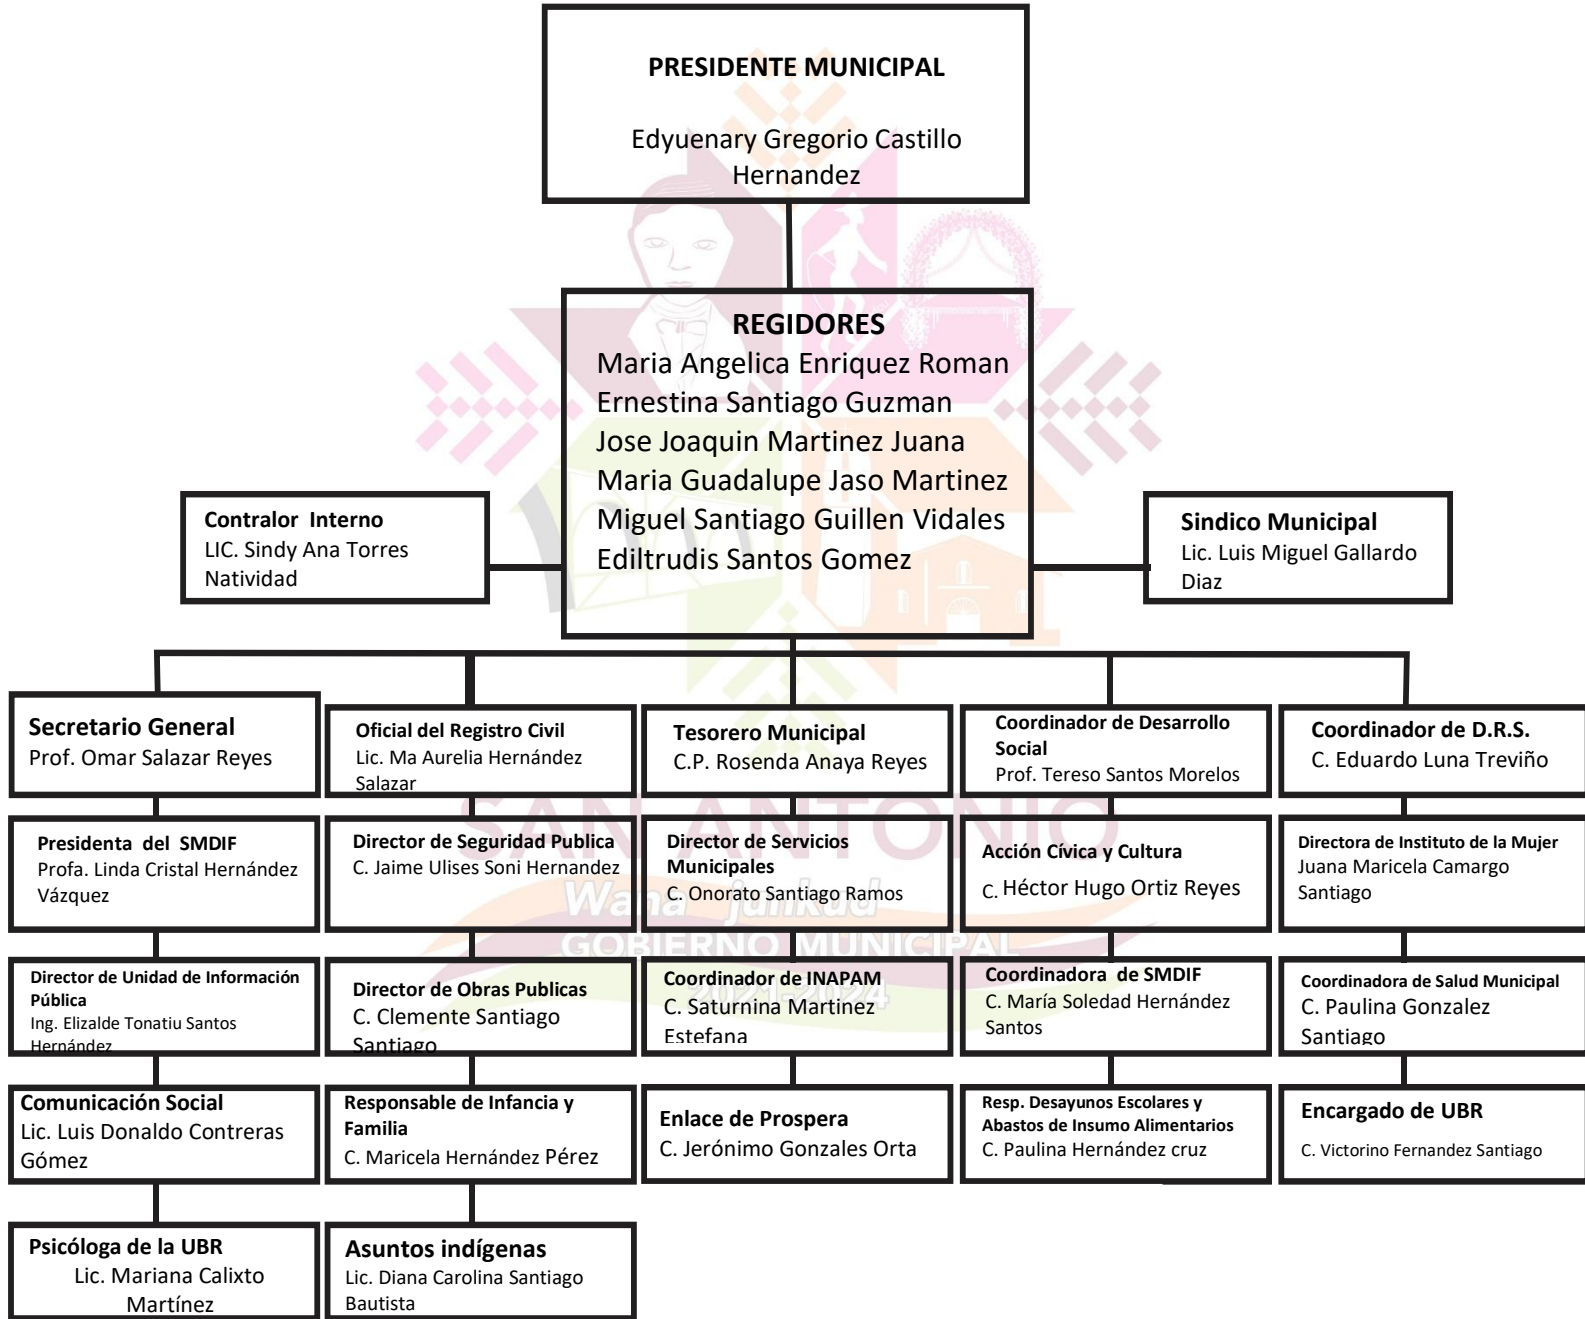 PRESIDENTE MUNICIPAL
Edyuenary Gregorio Castillo
Hernandez
REGIDORES
Maria Angelica Enriquez Roman
Ernestina Santiago Guzman
Jose Joaquin Martinez Juana
Maria Guadalupe Jaso Martinez
Miguel Santiago Guillen Vidales
Ediltrudis Santos Gomez
Contralor Interno
LIC. Sindy Ana Torres
Natividad
Sindico Municipal
Lic. Luis Miguel Gallardo
Diaz
Secretario General
Prof. Omar Salazar Reyes
Oficial del Registro Civil
Lic. Ma Aurelia Hernández
Salazar
Tesorero Municipal
C.P. Rosenda Anaya Reyes
Coordinador de Desarrollo
Social
Prof. Tereso Santos Morelos
Coordinador de D.R.S.
C. Eduardo Luna Treviño
SAN ANTONIO
Presidenta del SMDIF
Profa. Linda Cristal Hernández
Vázquez
Director de Seguridad Publica
C. Jaime Ulises Soni Hernandez
Director de Servicios
Municipales
C. Onorato Santiago Ramos
Acción Cívica y Cultura
C. Héctor Hugo Ortiz Reyes
Directora de Instituto de la Mujer
Juana Maricela Camargo
Santiago
Wana junkud
GOBIERNO MUNICIPAL
2021-2024
Director de Unidad de Información
Pública
Ing. Elizalde Tonatiu Santos
Hernández
Director de Obras Publicas
C. Clemente Santiago
Santiago
Coordinador de INAPAM
C. Saturnina Martinez
Estefana
Coordinadora de SMDIF
C. María Soledad Hernández
Santos
Coordinadora de Salud Municipal
C. Paulina Gonzalez
Santiago
Comunicación Social
Lic. Luis Donaldo Contreras
Gómez
Responsable de Infancia y
Familia
C. Maricela Hernández Pérez
Enlace de Prospera
C. Jerónimo Gonzales Orta
Resp. Desayunos Escolares y
Abastos de Insumo Alimentarios
C. Paulina Hernández cruz
Encargado de UBR
C. Victorino Fernandez Santiago
Psicóloga de la UBR
Lic. Mariana Calixto
Martínez
Asuntos indígenas
Lic. Diana Carolina Santiago
Bautista